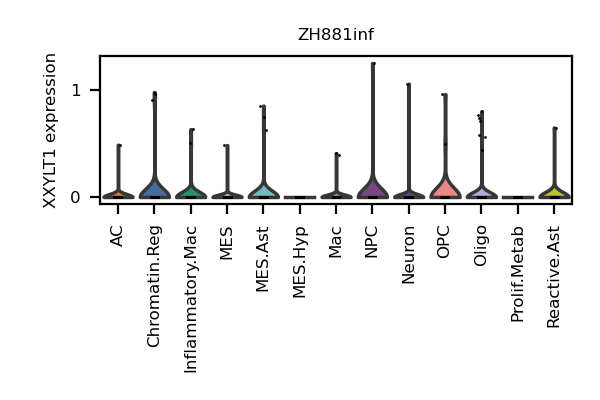 ZH881inf
XXYLT1 expression
1
0
AC
Chromatin.Reg
Inflammatory.Mac
MES
MES.Ast
MES.Hyp
Mac
NPC
Neuron
OPC
Oligo
Prolif.Metab
Reactive.Ast